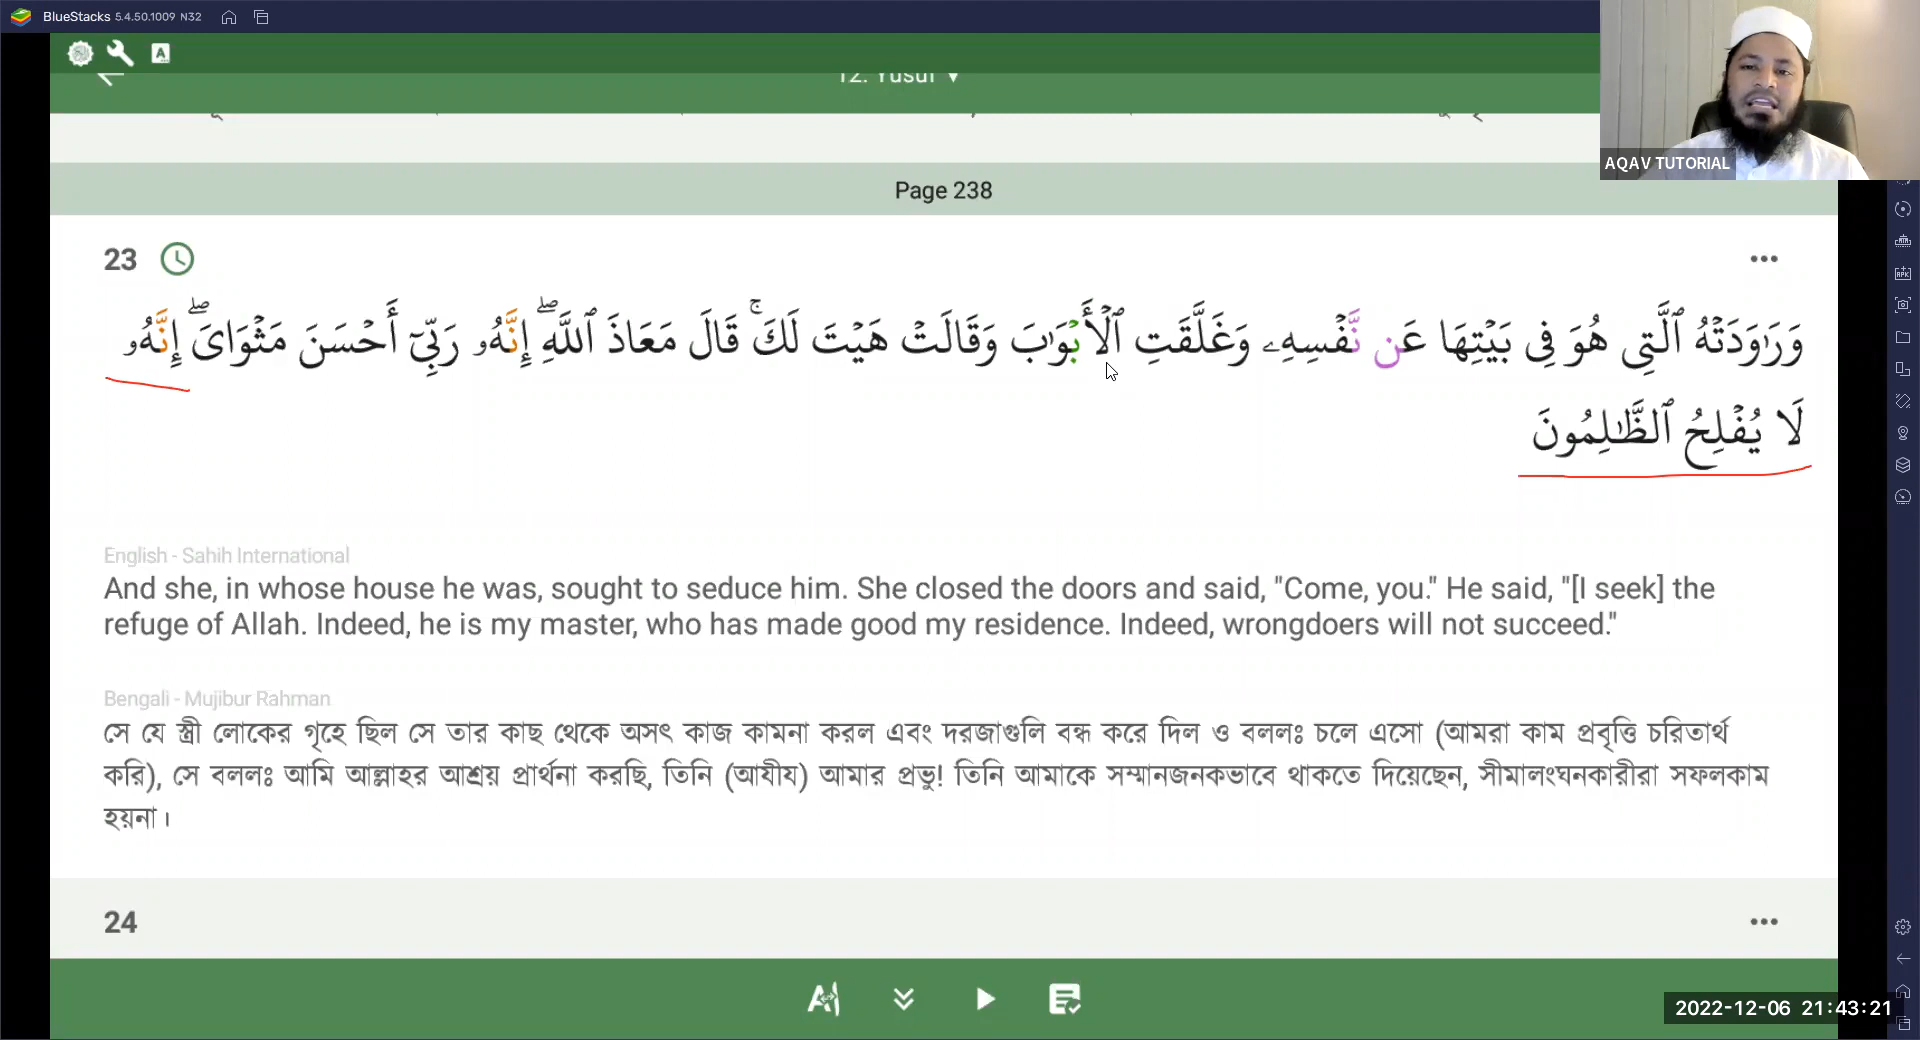 BlueStacks 5.4.50.1009 N32
A
12. Yusuf ▾
AQAV TUTORIAL
Page 238
23
وَرَٰوَدَتْهُ ٱلَّتِى هُوَ فِى بَيْتِهَا عَن نَّفْسِهِۦ وَغَلَّقَتِ ٱلْأَبْوَٰبَ وَقَالَتْ هَيْتَ لَكَ ۚ قَالَ مَعَاذَ ٱللَّهِ ۖ إِنَّهُۥ رَبِّىٓ أَحْسَنَ مَثْوَاىَ ۖ إِنَّهُۥ
لَا يُفْلِحُ ٱلظَّٰلِمُونَ
English - Sahih International
And she, in whose house he was, sought to seduce him. She closed the doors and said, "Come, you." He said, "[I seek] the
refuge of Allah. Indeed, he is my master, who has made good my residence. Indeed, wrongdoers will not succeed."
Bengali - Mujibur Rahman
সে যে স্ত্রী লোকের গৃহে ছিল সে তার কাছ থেকে অসৎ কাজ কামনা করল এবং দরজাগুলি বন্ধ করে দিল ও বললঃ চলে এসো (আমরা কাম প্রবৃত্তি চরিতার্থ
করি), সে বললঃ আমি আল্লাহর আশ্রয় প্রার্থনা করছি, তিনি (আযীয) আমার প্রভু! তিনি আমাকে সম্মানজনকভাবে থাকতে দিয়েছেন, সীমালংঘনকারীরা সফলকাম
হয়না।
24
2022-12-06 21:43:21